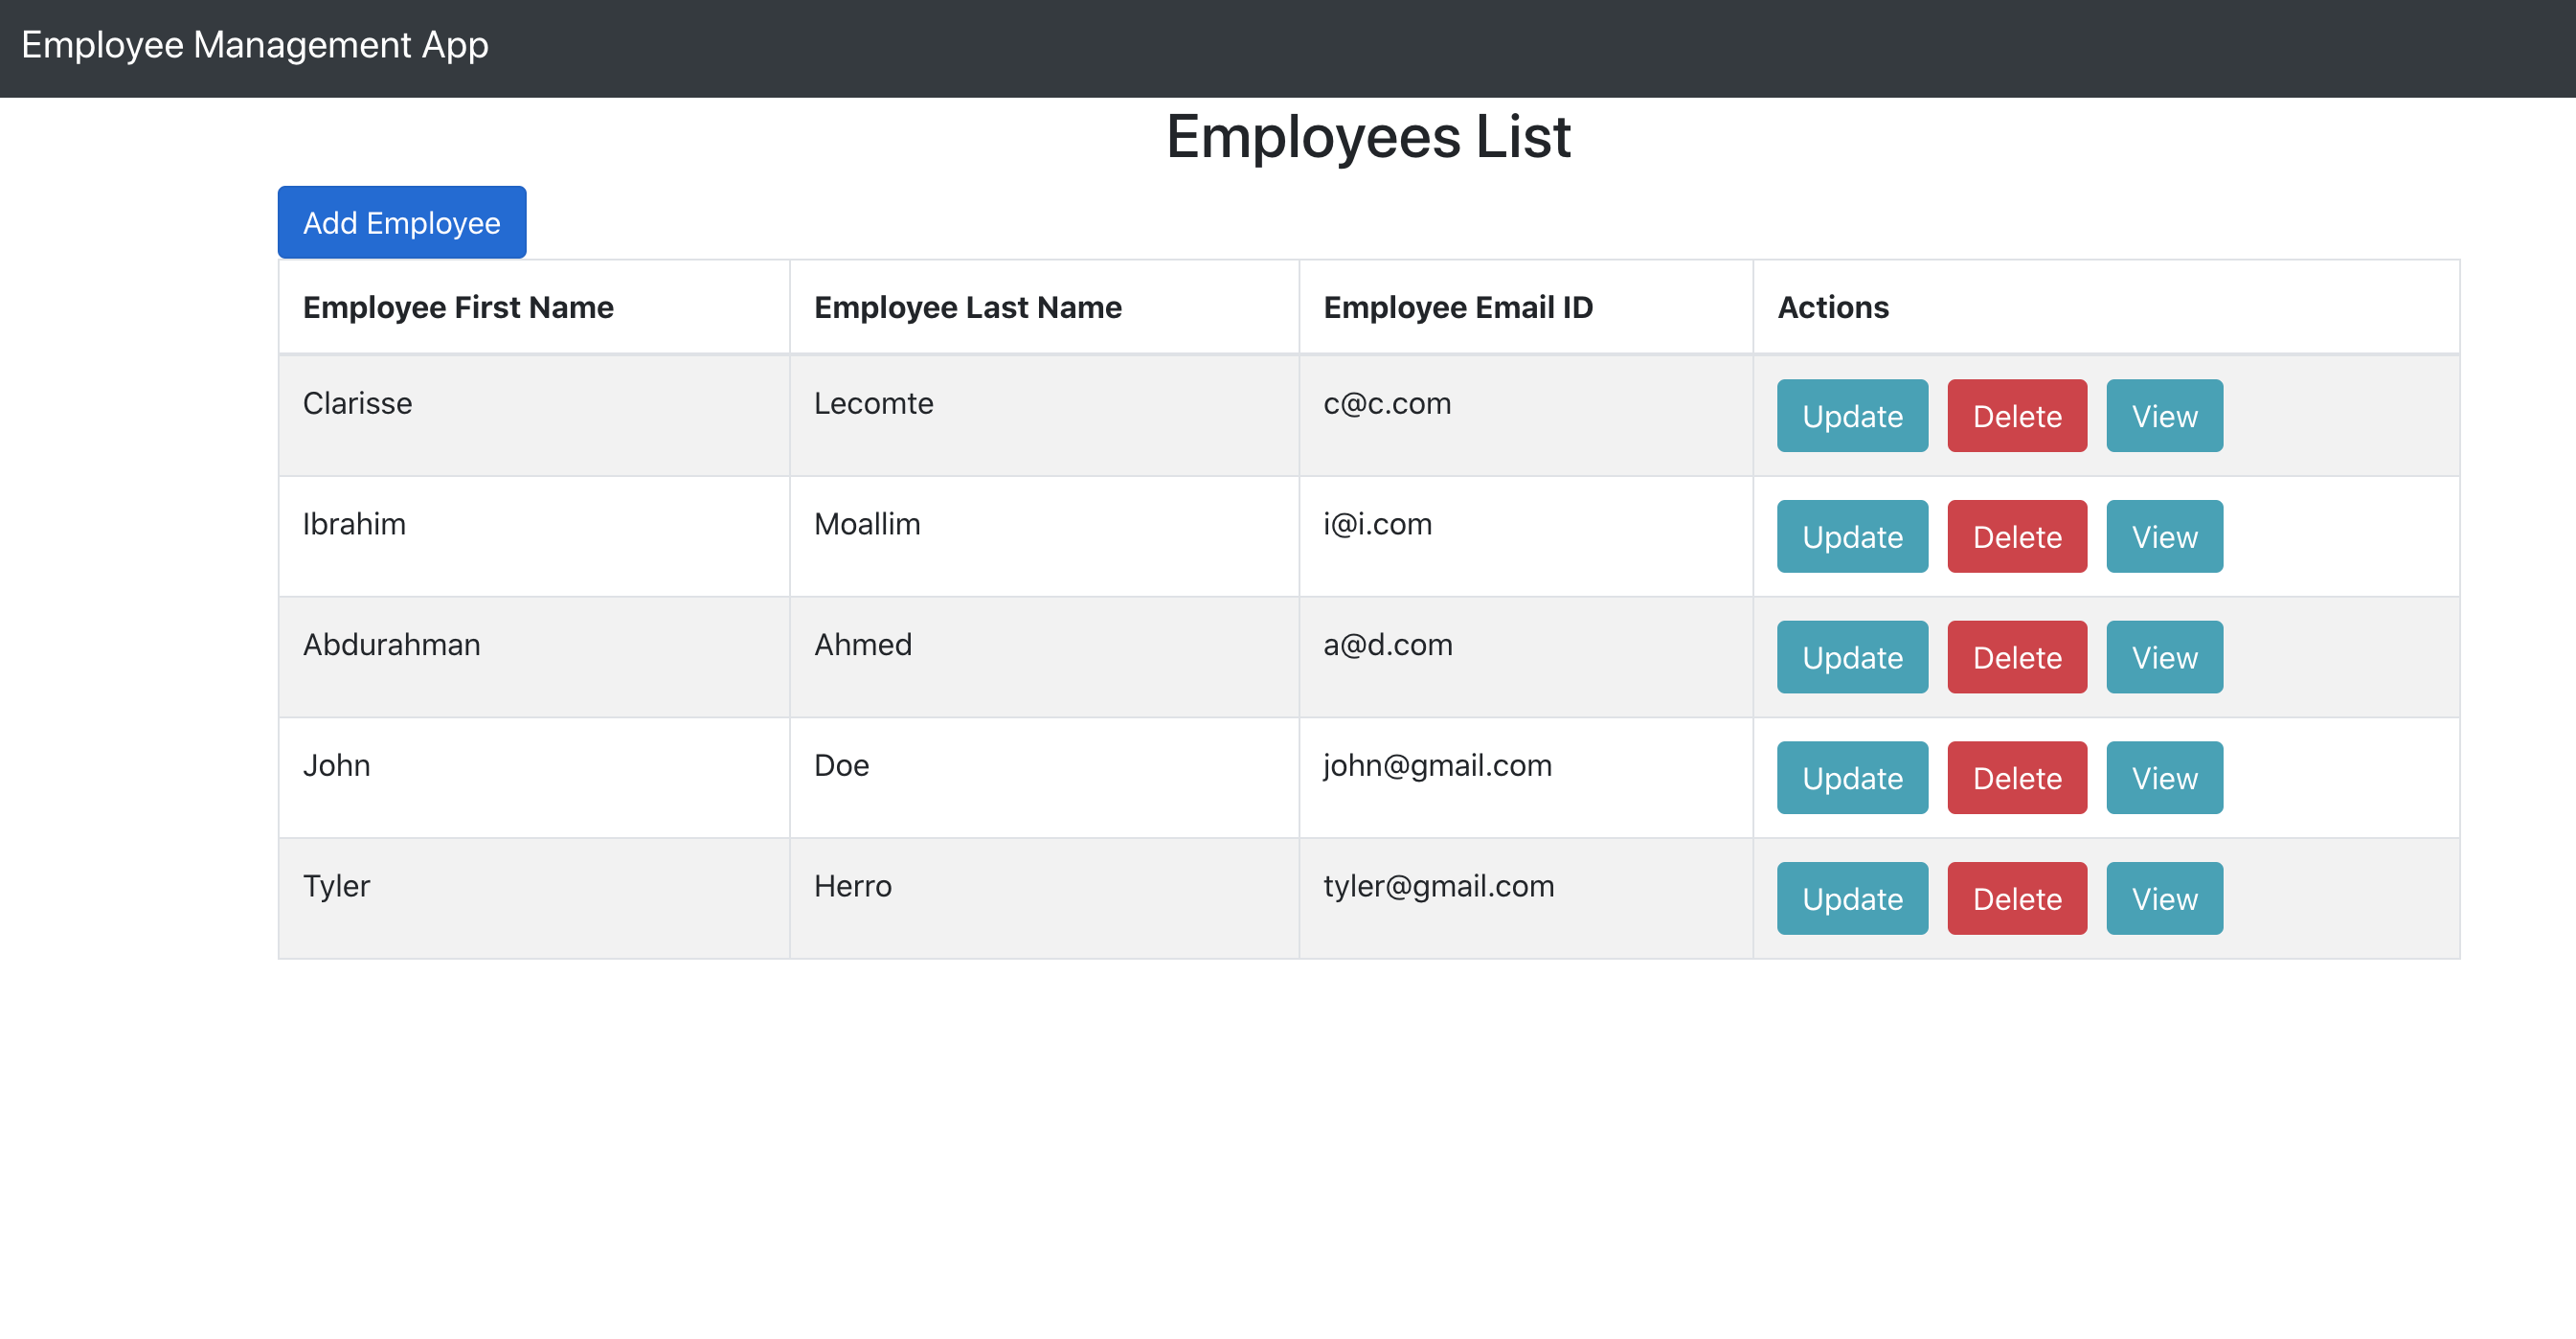 Employee Management App
Employees List
Add Employee
Employee First Name Employee Last Name Employee Email ID Actions
Clarisse Lecomte c@c.com Update Delete View
Ibrahim Moallim i@i.com Update Delete View
Abdurahman Ahmed a@d.com Update Delete View
John Doe john@gmail.com Update Delete View
Tyler Herro tyler@gmail.com Update Delete View